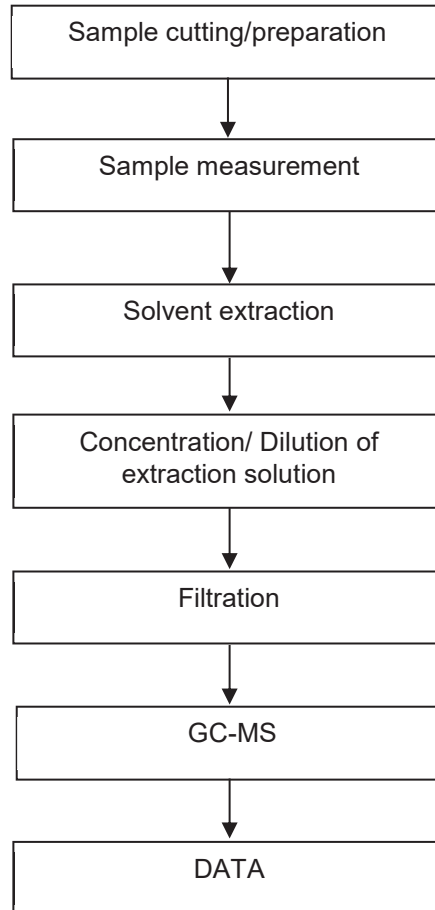 Sample cutting/preparation
Sample measurement
Solvent extraction
Concentration/ Dilution of
extraction solution
Filtration
GC-MS
DATA